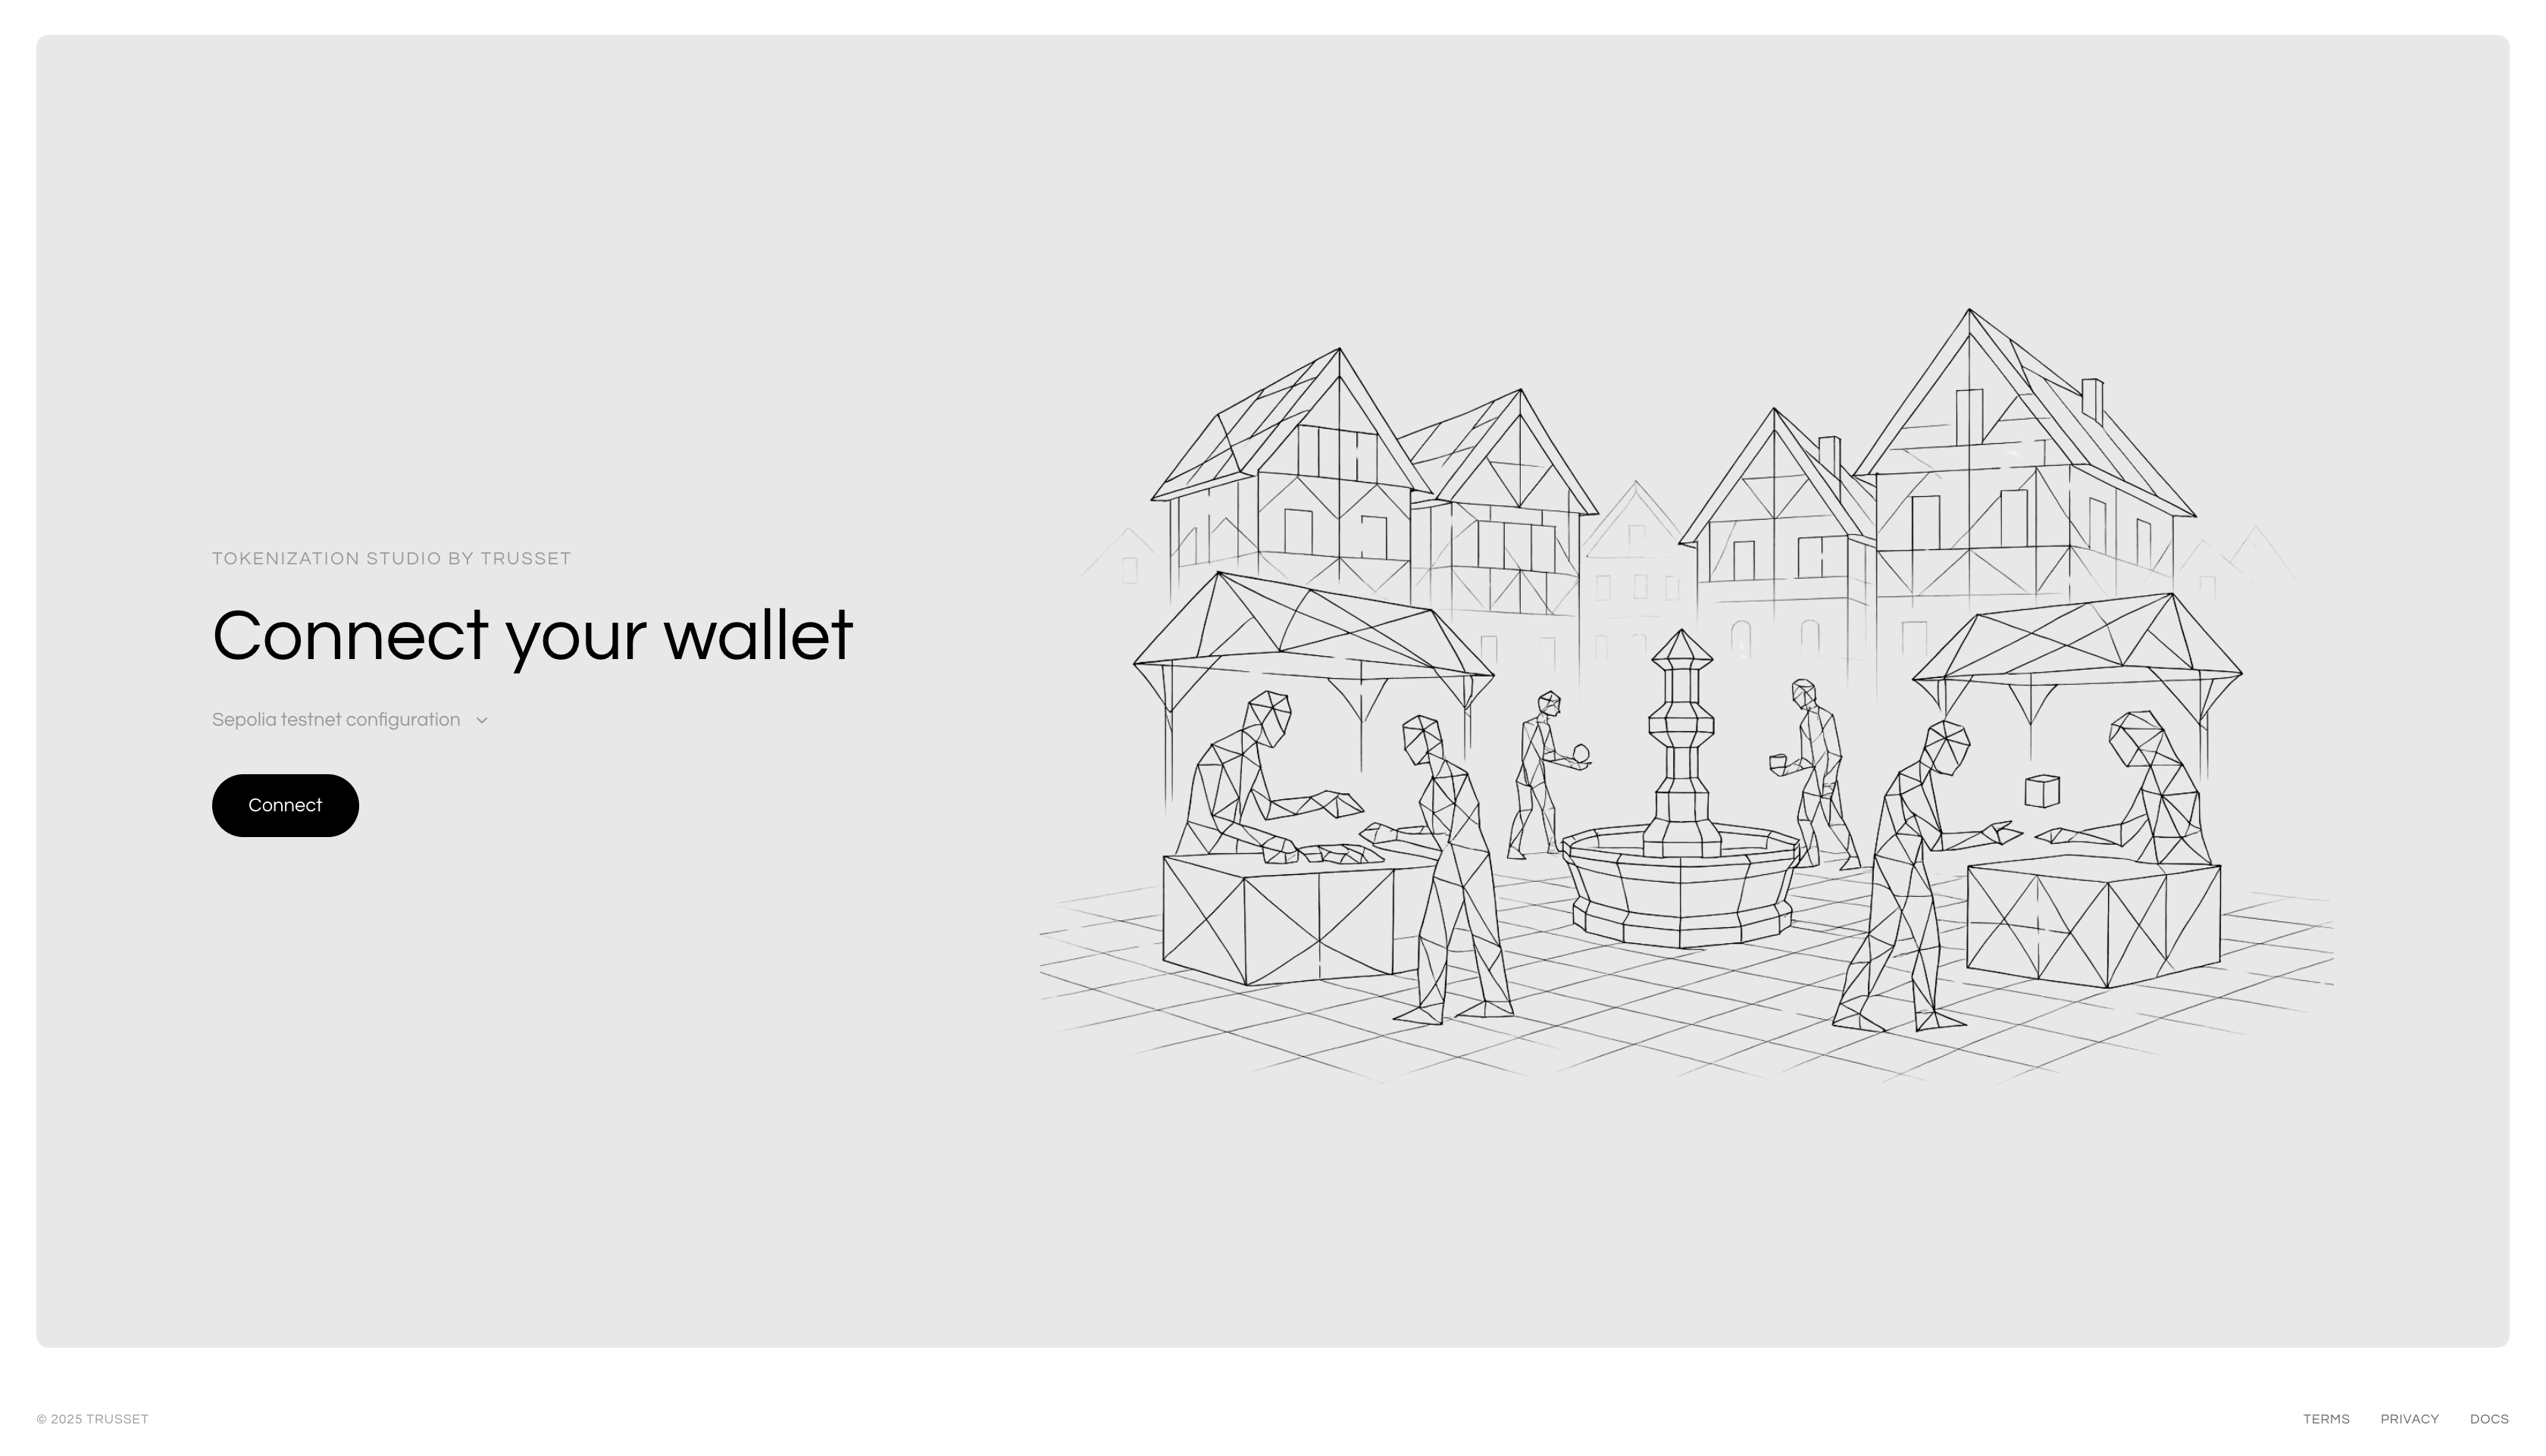 TOKENIZATION STUDIO BY TRUSSET
Connect your wallet
Sepolia testnet configuration
Connect
© 2025 TRUSSET
TERMS PRIVACY DOCS